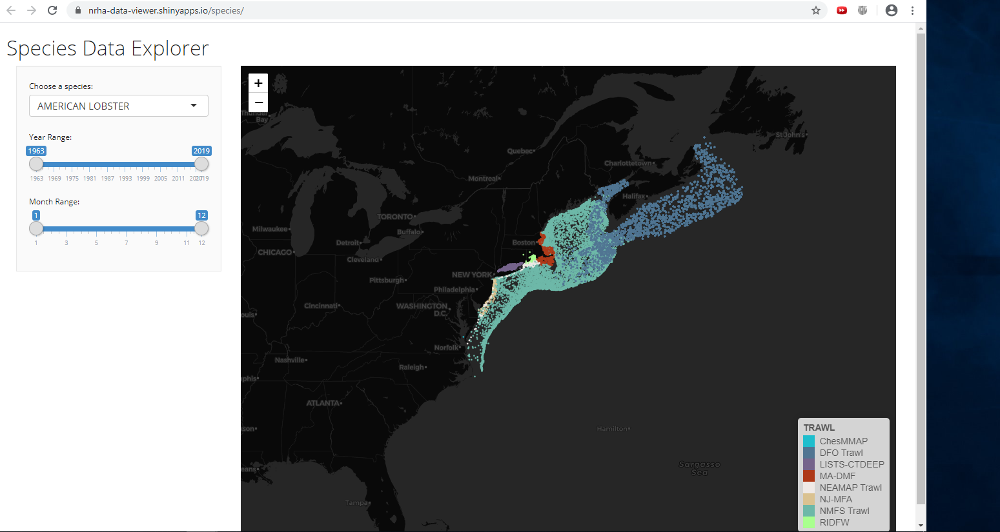 nrha-data-viewer.shinyapps.io/species/
Species Data Explorer
Choose a species:
AMERICAN LOBSTER
Year Range:
1963 2019
1963 1969 1975 1981 1987 1993 1999 2005 2011 2019
Month Range:
1 12
1 3 5 7 9 11 12
+
−
Thunder
Bay
St John's
Quebec
Charlottetown
Montreal
Halifax
TORONTO
Milwaukee
Buffalo
Boston
Detroit
CHICAGO
Cleveland
NEW YORK
Pittsburgh
Philadelphia
Cincinnati
WASHINGTON
D.C.
ouis
Norfolk
Nashville
Raleigh
phis
ATLANTA
kson
Hamilton
Sargasso
Sea
eans
Tampa
TRAWL
ChesMMAP
DFO Trawl
LISTS-CTDEEP
MA-DMF
NEAMAP Trawl
NJ-MFA
NMFS Trawl
RIDFW